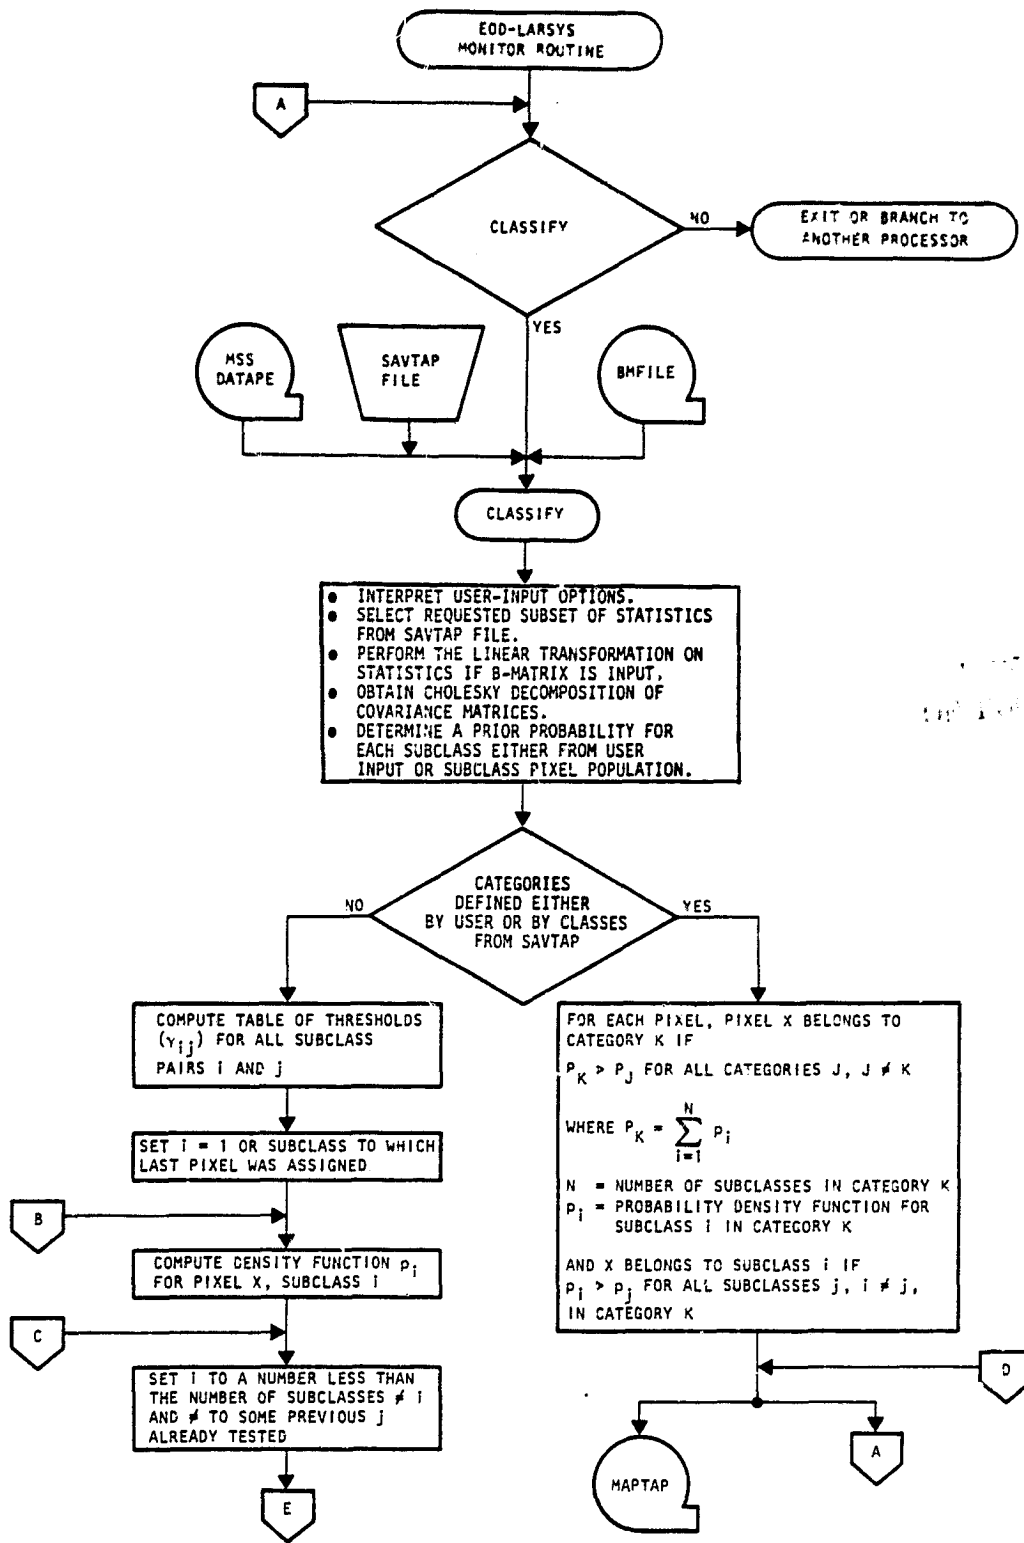 EOD-LARSYS
MONITOR ROUTINE
A
CLASSIFY
NO
EXIT OR BRANCH TO
ANOTHER PROCESSOR
YES
MSS
DATAPE
SAVTAP
FILE
BMFILE
CLASSIFY
● INTERPRET USER-INPUT OPTIONS.
● SELECT REQUESTED SUBSET OF STATISTICS
FROM SAVTAP FILE.
● PERFORM THE LINEAR TRANSFORMATION ON
STATISTICS IF B-MATRIX IS INPUT.
● OBTAIN CHOLESKY DECOMPOSITION OF
COVARIANCE MATRICES.
● DETERMINE A PRIOR PROBABILITY FOR
EACH SUBCLASS EITHER FROM USER
INPUT OR SUBCLASS PIXEL POPULATION.
CATEGORIES
DEFINED EITHER
BY USER OR BY CLASSES
FROM SAVTAP
NO
YES
COMPUTE TABLE OF THRESHOLDS
(γij) FOR ALL SUBCLASS
PAIRS i AND j
SET i = 1 OR SUBCLASS TO WHICH
LAST PIXEL WAS ASSIGNED
B
COMPUTE DENSITY FUNCTION pi
FOR PIXEL X, SUBCLASS i
C
SET i TO A NUMBER LESS THAN
THE NUMBER OF SUBCLASSES ≠ i
AND ≠ TO SOME PREVIOUS j
ALREADY TESTED
E
FOR EACH PIXEL, PIXEL X BELONGS TO
CATEGORY K IF
PK > PJ FOR ALL CATEGORIES J, J ≠ K
WHERE PK = N∑i=1 pi
N = NUMBER OF SUBCLASSES IN CATEGORY K
pi = PROBABILITY DENSITY FUNCTION FOR
SUBCLASS i IN CATEGORY K
AND X BELONGS TO SUBCLASS i IF
pi > pj FOR ALL SUBCLASSES j, i ≠ j,
IN CATEGORY K
D
MAPTAP
A